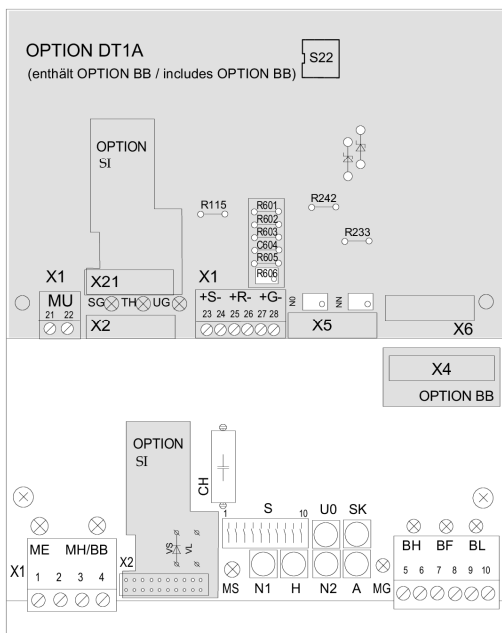 OPTION DT1A
(enthält OPTION BB / includes OPTION BB)
S22
OPTION
SI
R115
R601
R602
R603
C604
R605
R606
R242
R233
X1
MU
21 22
X21
SG TH UG
X2
X1
+S- +R- +G-
23 24 25 26 27 28
N0
NN
X5
X6
X4
OPTION BB
OPTION
SI
CH
1 S 10
U0 SK
VS
VL
X1
ME MH/BB
1 2 3 4
X2
MS N1 H N2 A MG
BH BF BL
5 6 7 8 9 10